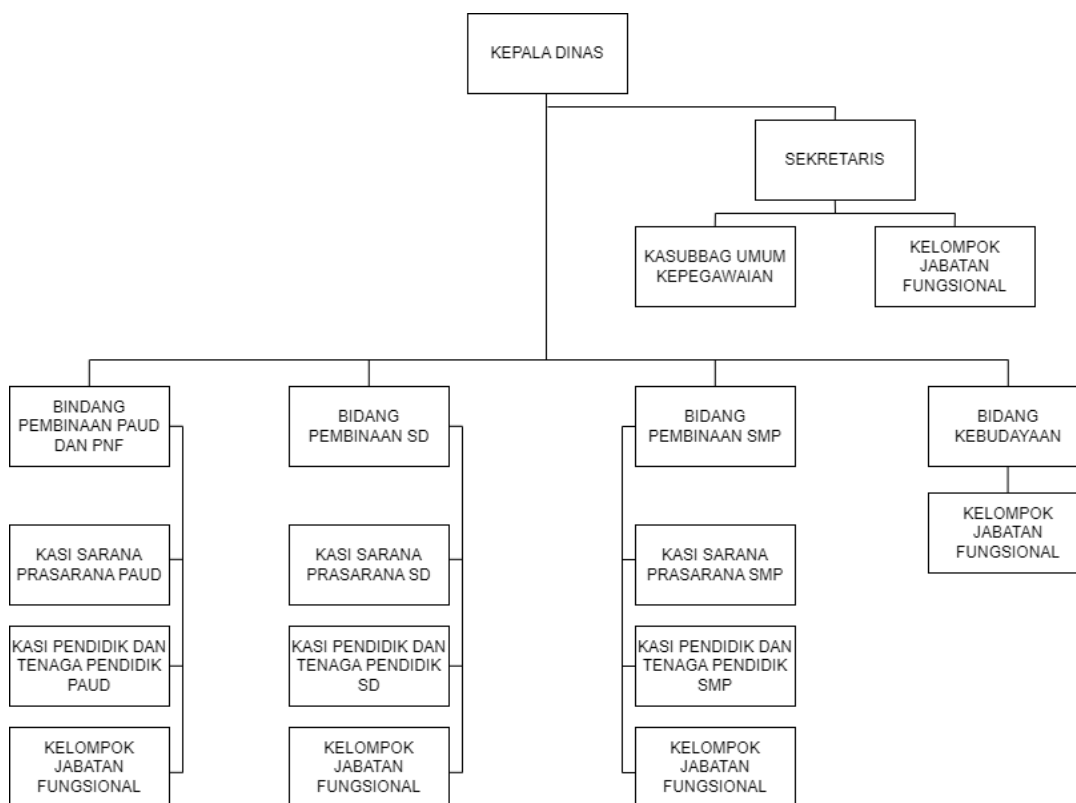 KEPALA DINAS
SEKRETARIS
KASUBBAG UMUM
KEPEGAWAIAN
KELOMPOK
JABATAN
FUNGSIONAL
BINDANG
PEMBINAAN PAUD
DAN PNF
BIDANG
PEMBINAAN SD
BIDANG
PEMBINAAN SMP
BIDANG
KEBUDAYAAN
KASI SARANA
PRASARANA PAUD
KASI SARANA
PRASARANA SD
KASI SARANA
PRASARANA SMP
KELOMPOK
JABATAN
FUNGSIONAL
KASI PENDIDIK DAN
TENAGA PENDIDIK
PAUD
KASI PENDIDIK DAN
TENAGA PENDIDIK
SD
KASI PENDIDIK DAN
TENAGA PENDIDIK
SMP
KELOMPOK
JABATAN
FUNGSIONAL
KELOMPOK
JABATAN
FUNGSIONAL
KELOMPOK
JABATAN
FUNGSIONAL